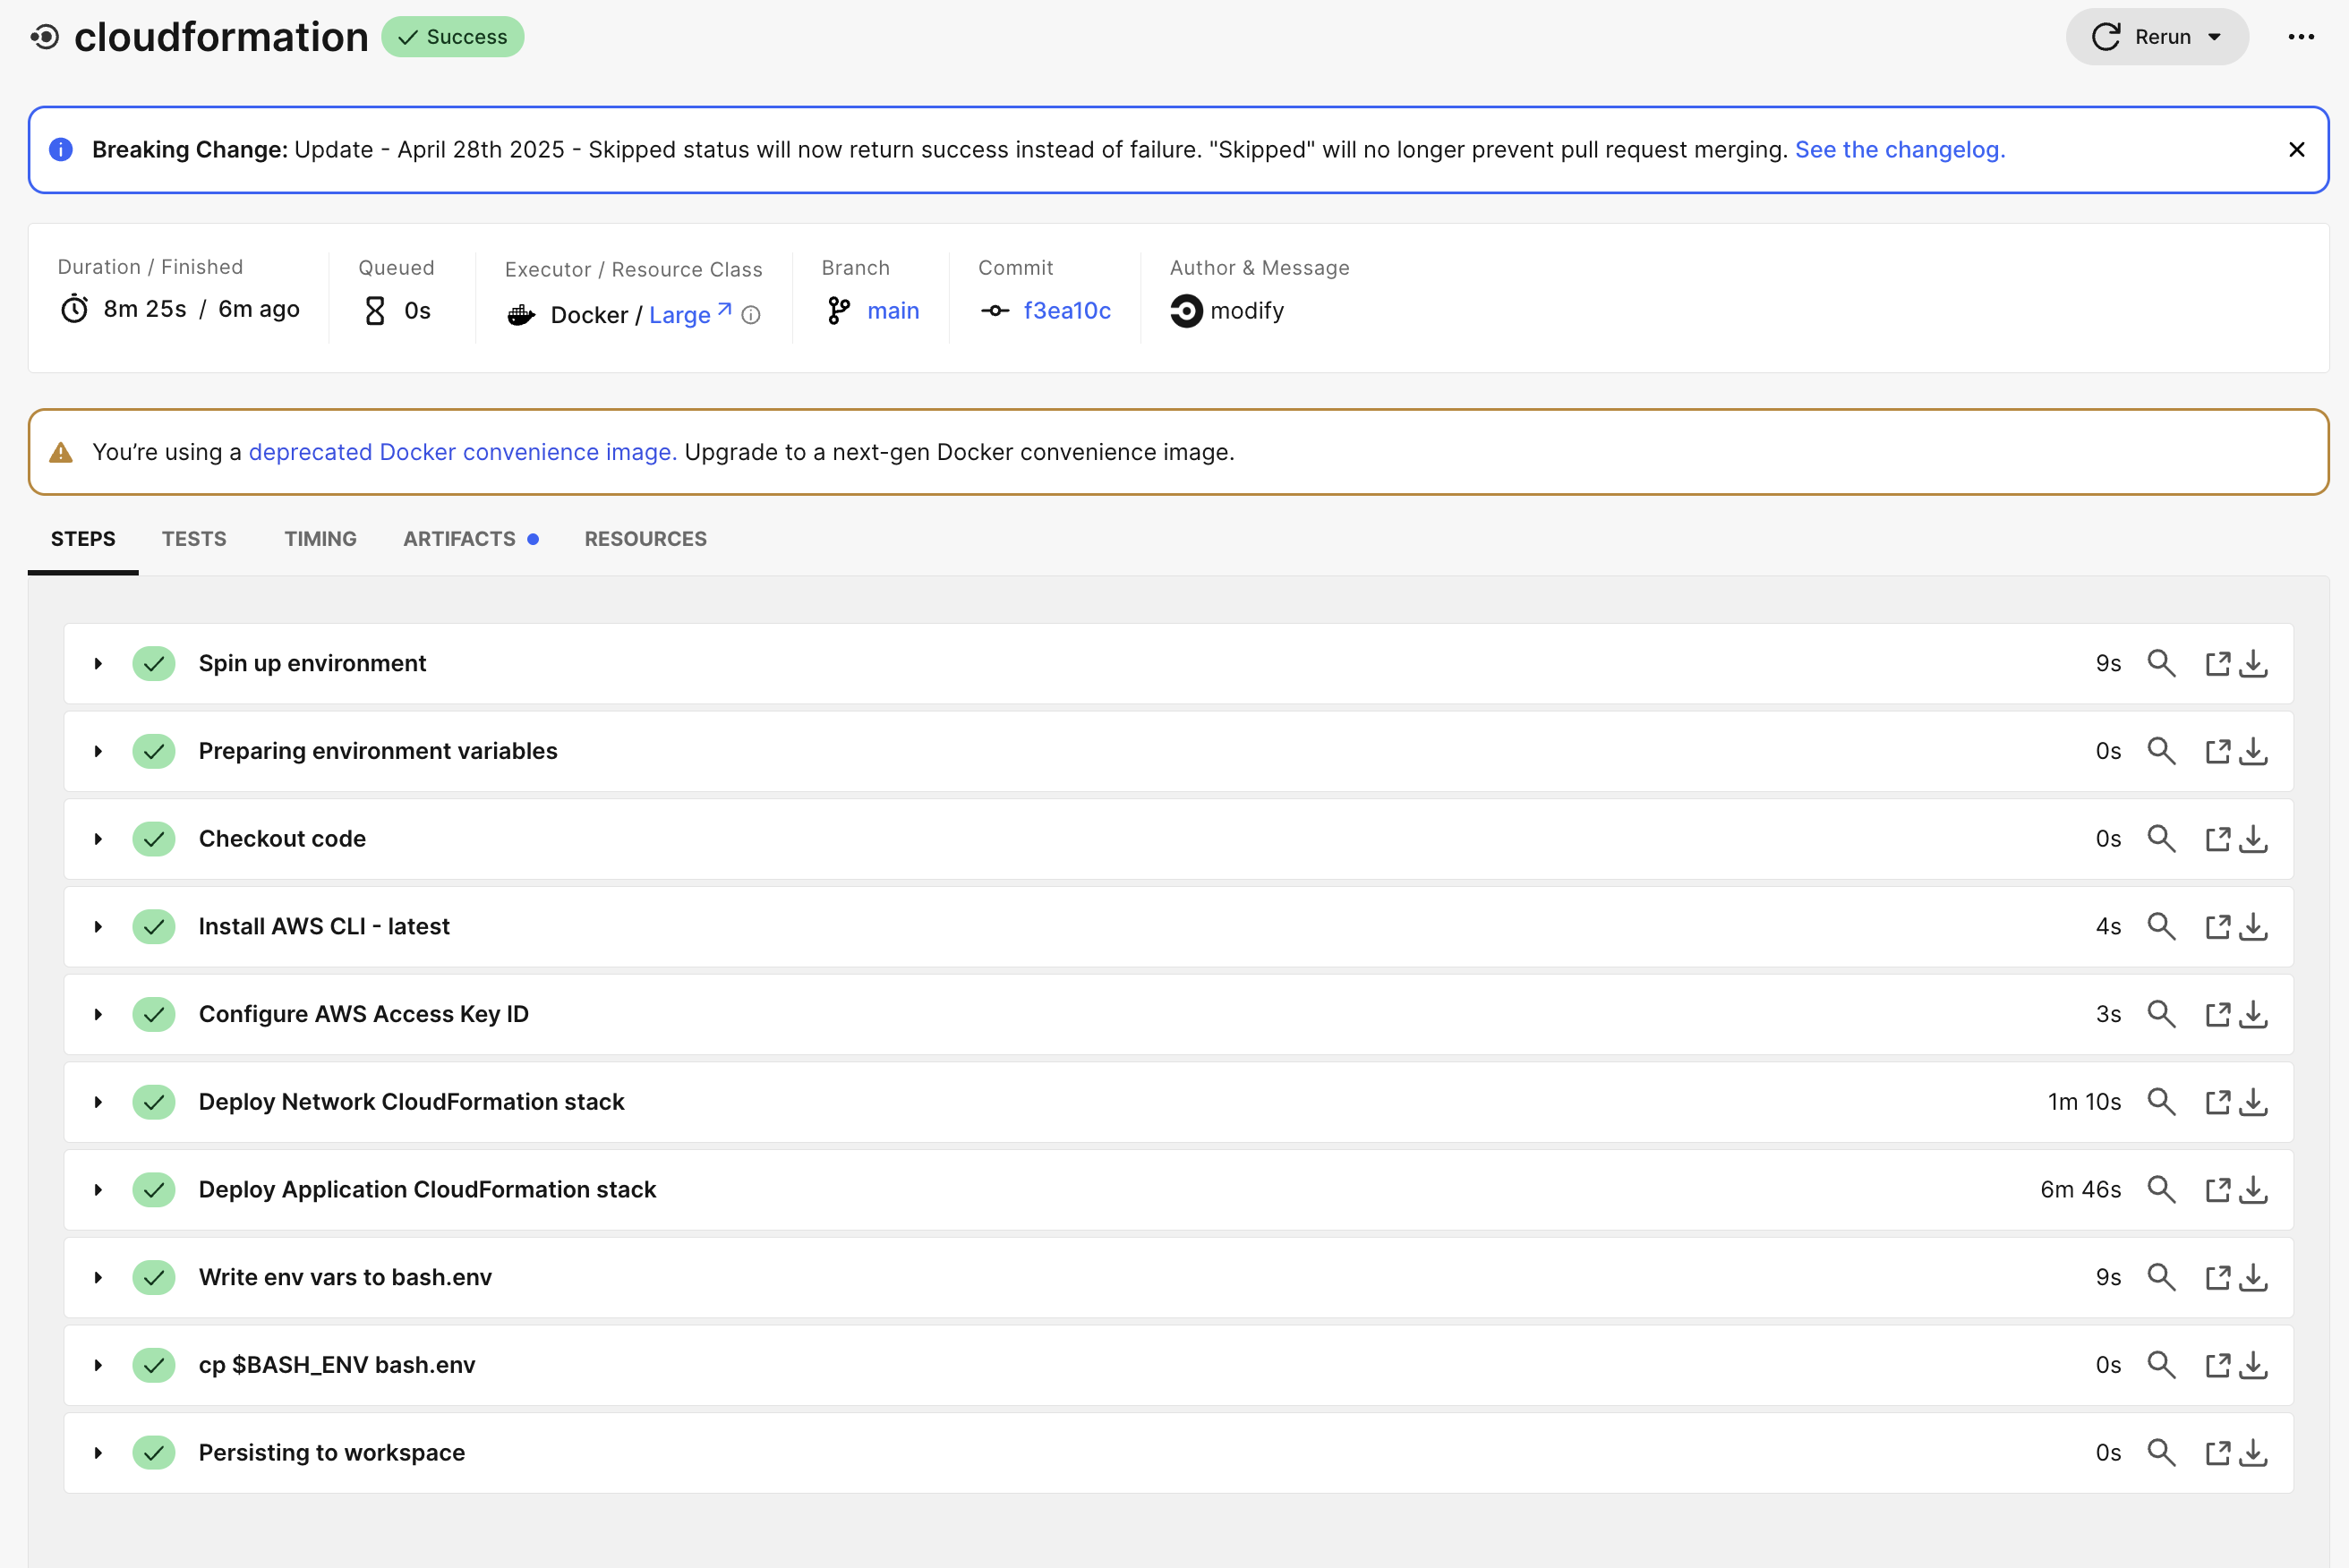 cloudformation Success Rerun
Breaking Change: Update - April 28th 2025 - Skipped status will now return success instead of failure. "Skipped" will no longer prevent pull request merging. See the changelog.
Duration / Finished Queued Executor / Resource Class Branch Commit Author & Message
8m 25s / 6m ago 0s Docker / Large main f3ea10c modify
You’re using a deprecated Docker convenience image. Upgrade to a next-gen Docker convenience image.
STEPS TESTS TIMING ARTIFACTS RESOURCES
Spin up environment 9s
Preparing environment variables 0s
Checkout code 0s
Install AWS CLI - latest 4s
Configure AWS Access Key ID 3s
Deploy Network CloudFormation stack 1m 10s
Deploy Application CloudFormation stack 6m 46s
Write env vars to bash.env 9s
cp $BASH_ENV bash.env 0s
Persisting to workspace 0s